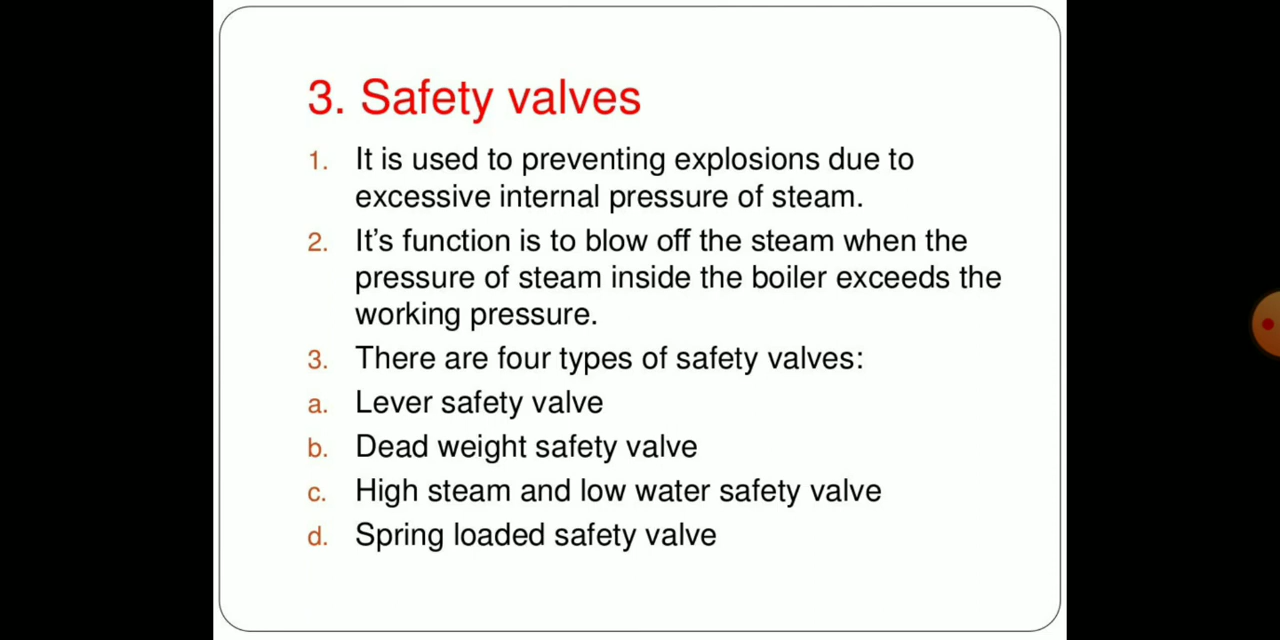 3. Safety valves
1. It is used to preventing explosions due to
excessive internal pressure of steam.
2. It’s function is to blow off the steam when the
pressure of steam inside the boiler exceeds the
working pressure.
3. There are four types of safety valves:
a. Lever safety valve
b. Dead weight safety valve
c. High steam and low water safety valve
d. Spring loaded safety valve